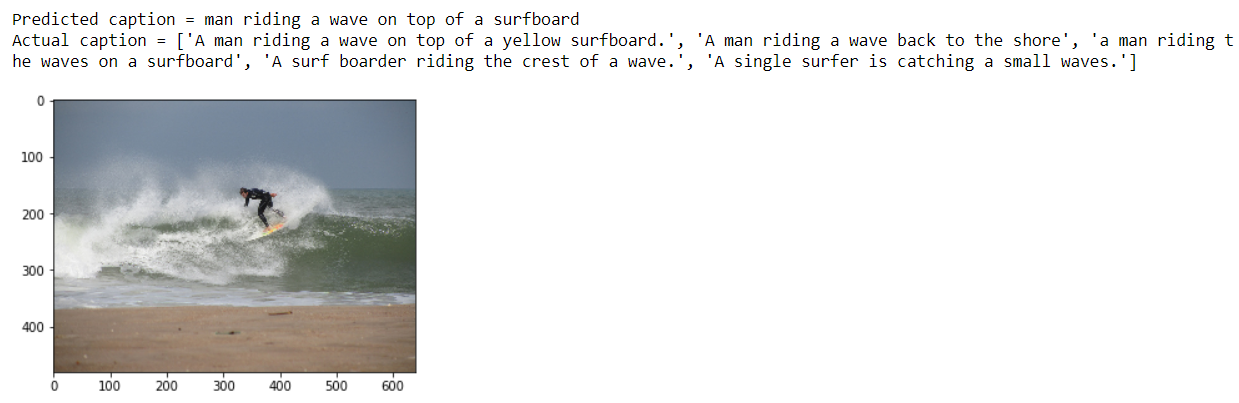 Predicted caption = man riding a wave on top of a surfboard
Actual caption = ['A man riding a wave on top of a yellow surfboard.', 'A man riding a wave back to the shore', 'a man riding t
he waves on a surfboard', 'A surf boarder riding the crest of a wave.', 'A single surfer is catching a small waves.']
0
100
200
300
400
0 100 200 300 400 500 600